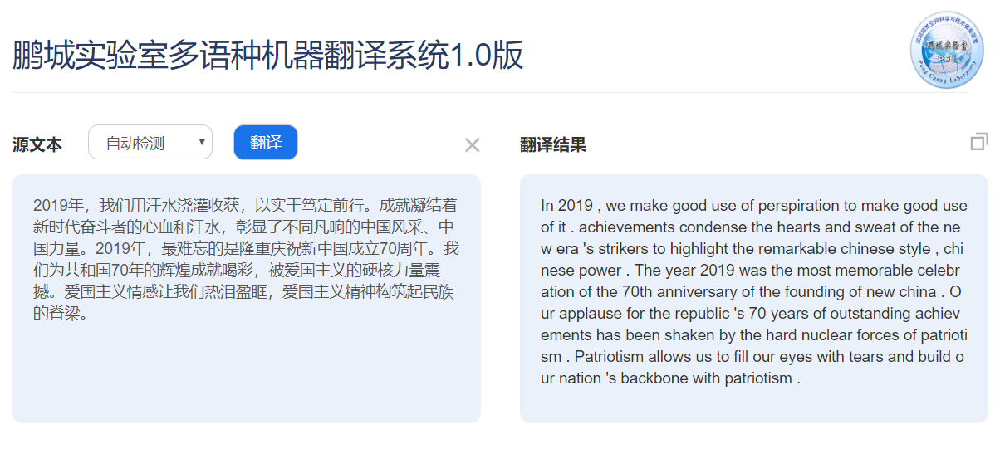 鹏城实验室多语种机器翻译系统1.0版
鹏城实验室
PCL
Peng Cheng Laboratory
源文本
自动检测
翻译
翻译结果
2019年，我们用汗水浇灌收获，以实干笃定前行。成就凝结着
新时代奋斗者的心血和汗水，彰显了不同凡响的中国风采、中
国力量。2019年，最难忘的是隆重庆祝新中国成立70周年。我
们为共和国70年的辉煌成就喝彩，被爱国主义的硬核力量震
撼。爱国主义情感让我们热泪盈眶，爱国主义精神构筑起民族
的脊梁。
In 2019 , we make good use of perspiration to make good use
of it . achievements condense the hearts and sweat of the ne
w era 's strikers to highlight the remarkable chinese style , chi
nese power . The year 2019 was the most memorable celebr
ation of the 70th anniversary of the founding of new china . O
ur applause for the republic 's 70 years of outstanding achiev
ements has been shaken by the hard nuclear forces of patrioti
sm . Patriotism allows us to fill our eyes with tears and build o
ur nation 's backbone with patriotism .